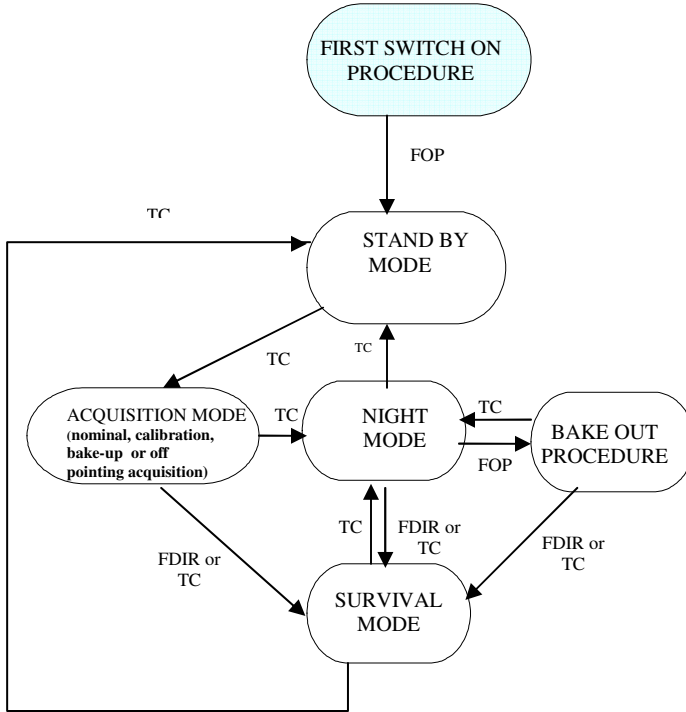 FIRST SWITCH ON
PROCEDURE
FOP
TC
STAND BY
MODE
TC
TC
ACQUISITION MODE
(nominal, calibration,
bake-up or off
pointing acquisition)
TC
NIGHT
MODE
TC
FOP
BAKE OUT
PROCEDURE
FDIR or
TC
TC
FDIR or
TC
FDIR or
TC
SURVIVAL
MODE